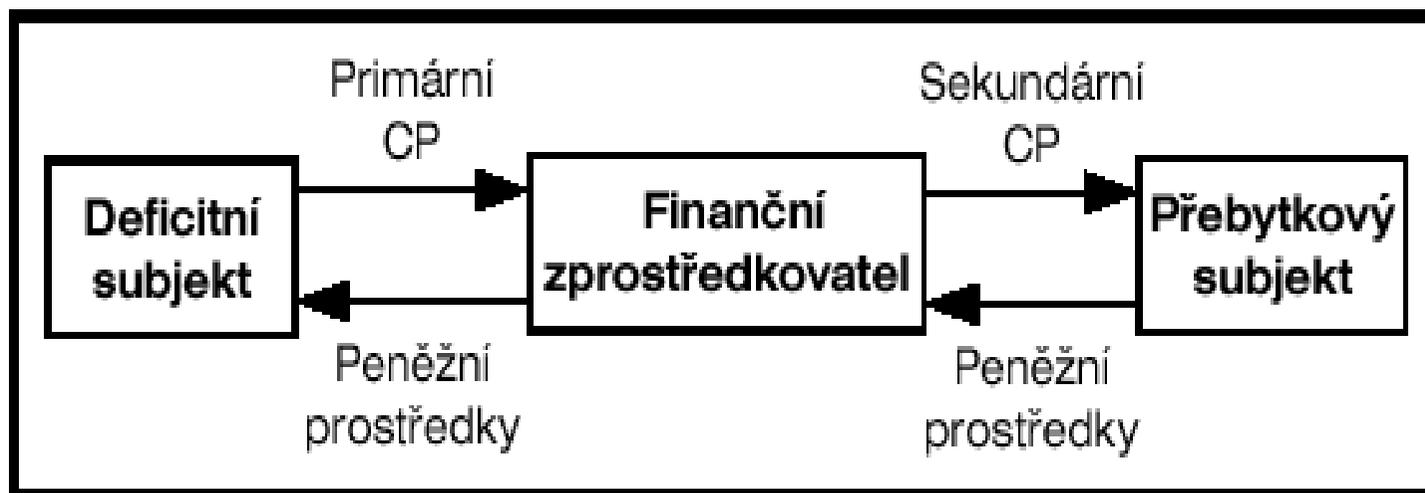 Primární
CP
Sekundární
CP
Deficitní
subjekt
Finanční
zprostředkovatel
Přebytkový
subjekt
Peněžní
prostředky
Peněžní
prostředky